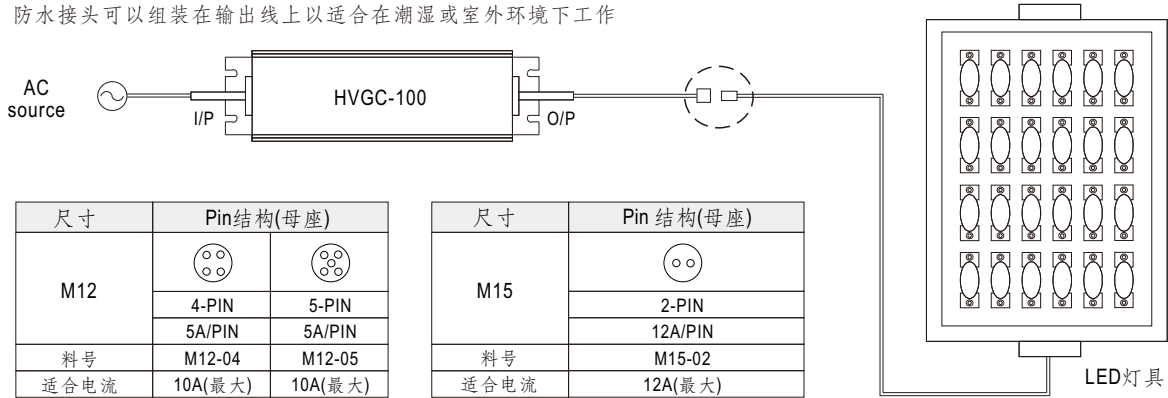 防水接头可以组装在输出线上以适合在潮湿或室外环境下工作
AC
source
I/P
HVGC-100
O/P
LED灯具
尺寸 Pin结构(母座)
M12
4-PIN 5-PIN
5A/PIN 5A/PIN
料号 M12-04 M12-05
适合电流 10A(最大) 10A(最大)
尺寸 Pin 结构(母座)
M15
2-PIN
12A/PIN
料号 M15-02
适合电流 12A(最大)